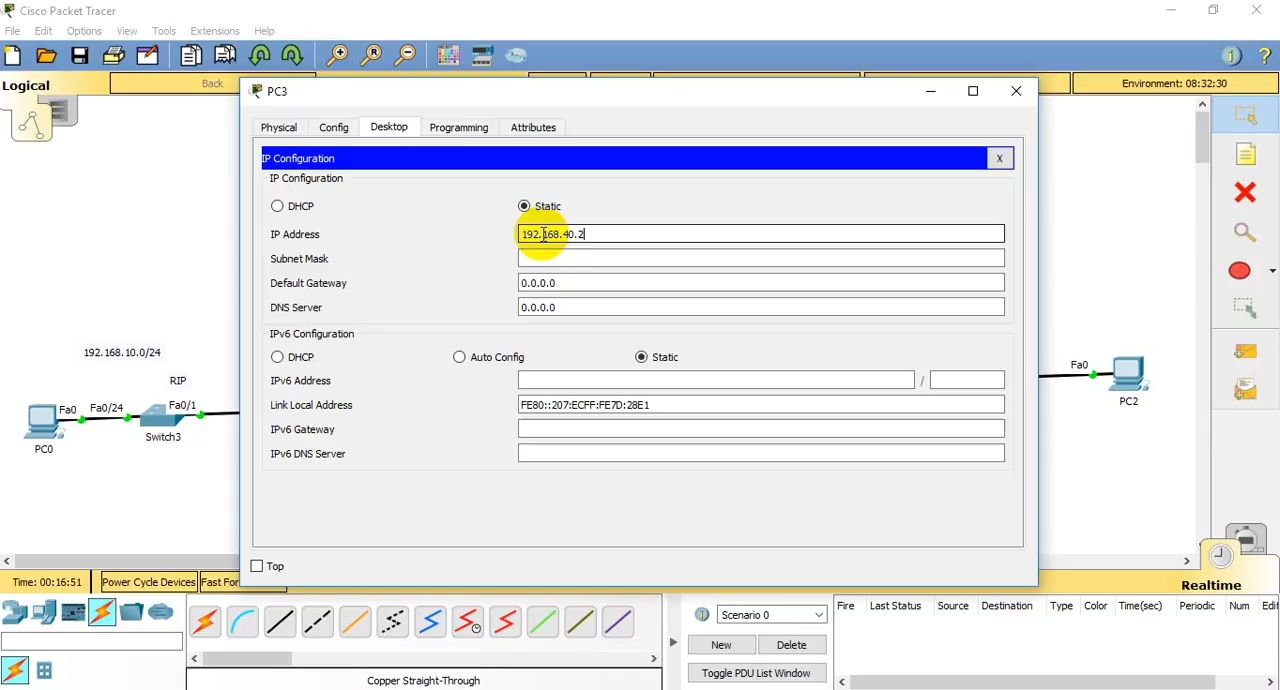 Cisco Packet Tracer
File Edit Options View Tools Extensions Help
Logical
Back
Environment: 08:32:30
PC3
Physical Config Desktop Programming Attributes
IP Configuration X
IP Configuration
DHCP Static
IP Address 192.168.40.2
Subnet Mask
Default Gateway 0.0.0.0
DNS Server 0.0.0.0
IPv6 Configuration
DHCP Auto Config Static
IPv6 Address /
Link Local Address FE80::207:ECFF:FE7D:28E1
IPv6 Gateway
IPv6 DNS Server
Top
192.168.10.0/24
RIP
Fa0 Fa0/24 Fa0/1
PC0
Switch3
Fa0
PC2
Time: 00:16:51 Power Cycle Devices Fast For
Realtime
Scenario 0
New Delete
Toggle PDU List Window
Fire Last Status Source Destination Type Color Time(sec) Periodic Num Edi
Copper Straight-Through